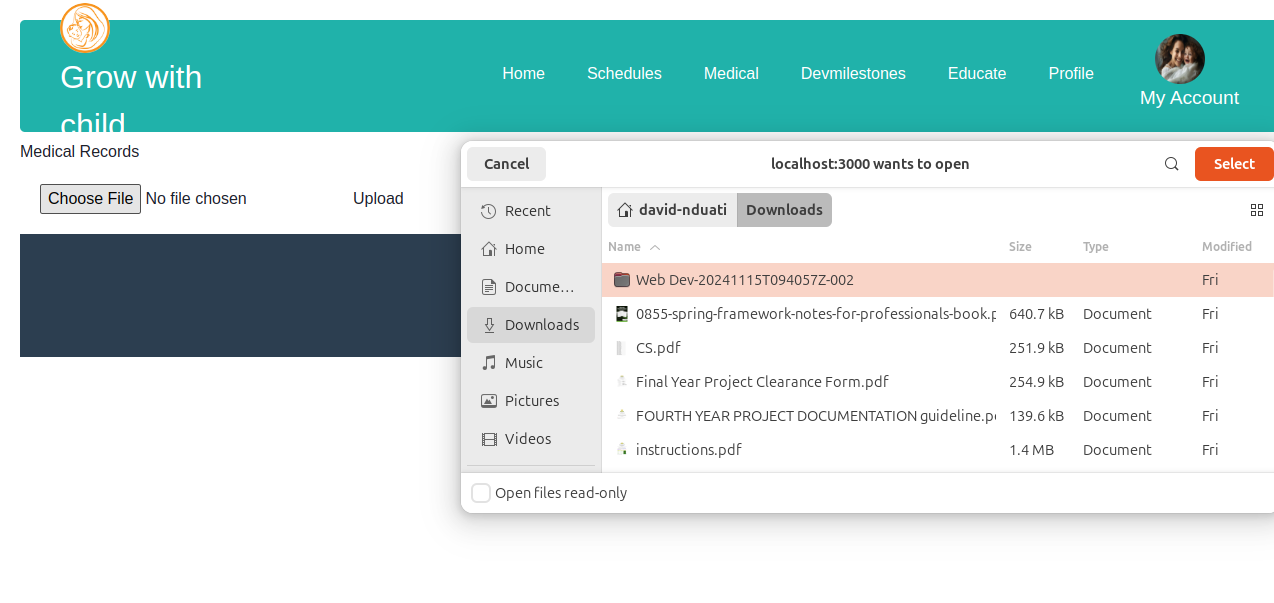 Grow with
child
Home Schedules Medical Devmilestones Educate Profile
My Account
Medical Records
Choose File No file chosen Upload
Cancel localhost:3000 wants to open Select
Recent
Home
Docume…
Downloads
Music
Pictures
Videos
david-nduati Downloads
Name Size Type Modified
Web Dev-20241115T094057Z-002 Fri
0855-spring-framework-notes-for-professionals-book.p 640.7 kB Document Fri
CS.pdf 251.9 kB Document Fri
Final Year Project Clearance Form.pdf 254.9 kB Document Fri
FOURTH YEAR PROJECT DOCUMENTATION guideline.pd 139.6 kB Document Fri
instructions.pdf 1.4 MB Document Fri
Open files read-only